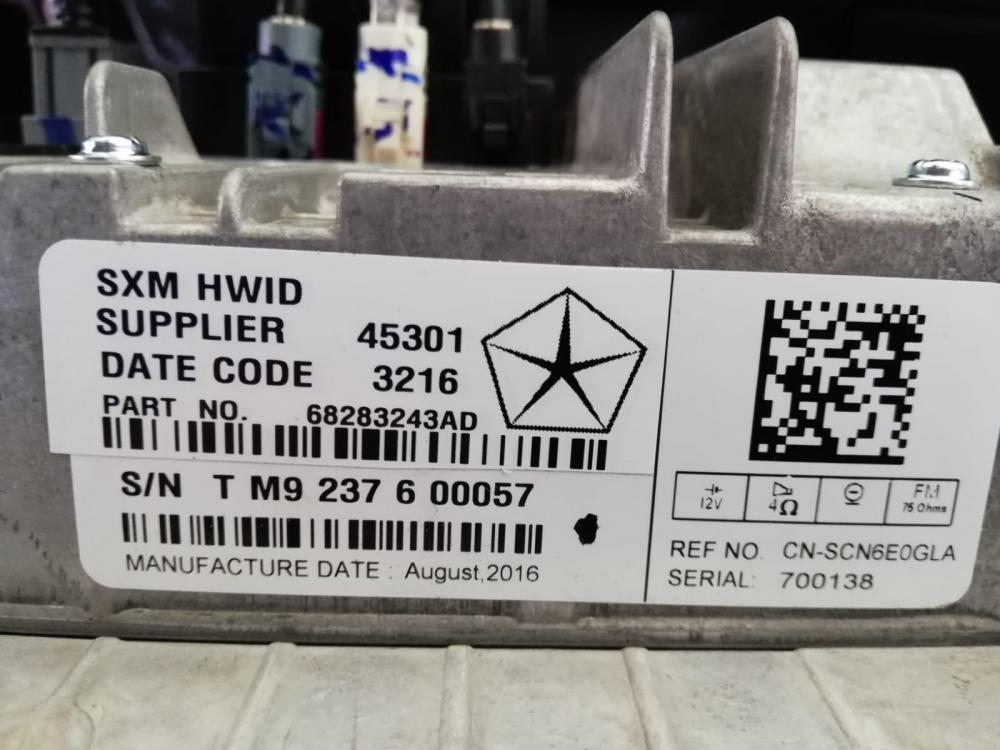 SXM HWID
SUPPLIER 45301
DATE CODE 3216
PART NO. 68283243AD
S/N T M9 237 6 00057
MANUFACTURE DATE : August,2016
12V
4Ω
FM
75 Ohms
REF NO. CN-SCN6E0GLA
SERIAL: 700138